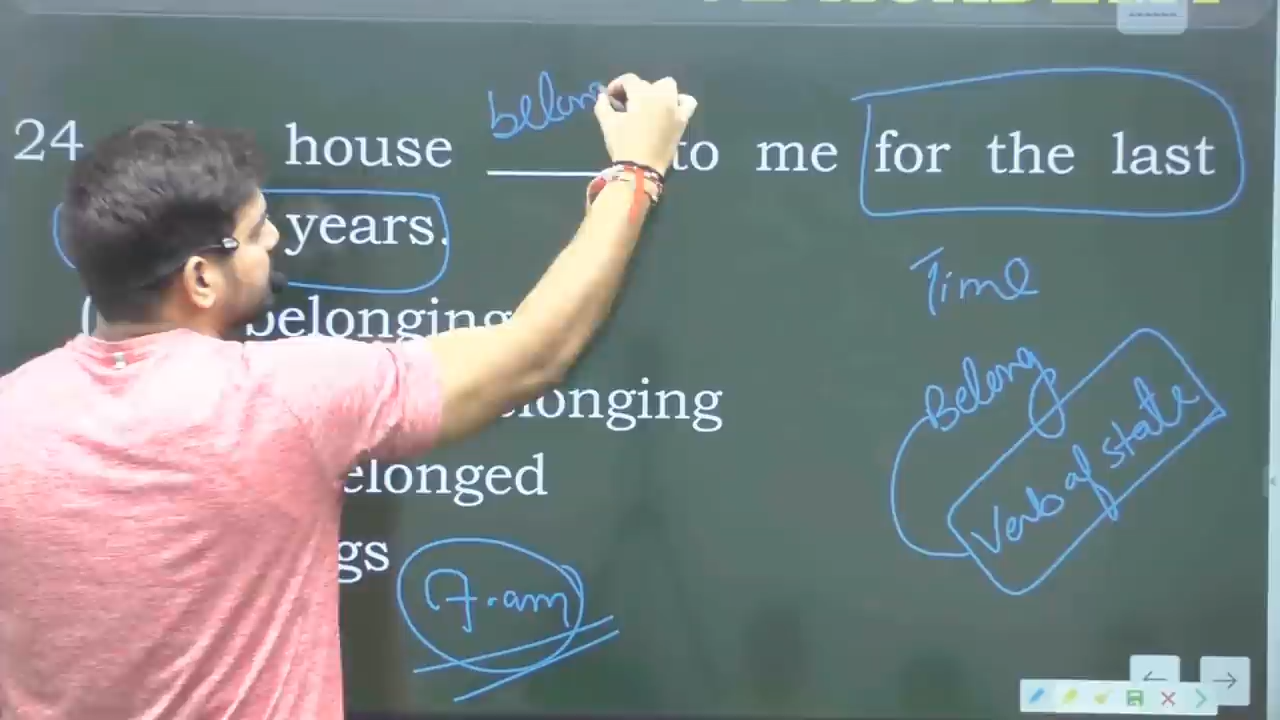 belong
24 house ______ to me for the last
years.
Time
belonging
Belong
elonging
Verb of state
elonged
gs
7.am